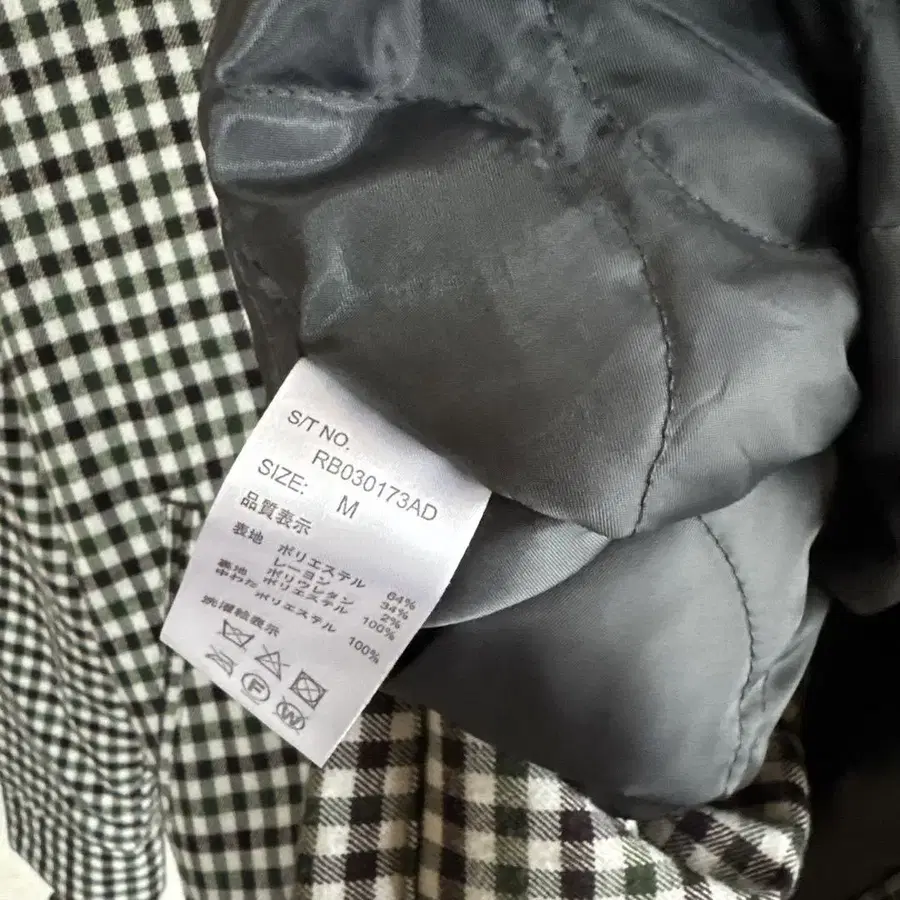 S/T NO.
RB030173AD
SIZE:
M
品質表示
表地 ポリエステル 64%
レーヨン 34%
ポリウレタン 2%
裏地 ポリエステル 100%
中わた ポリエステル 100%
洗濯絵表示
F
W